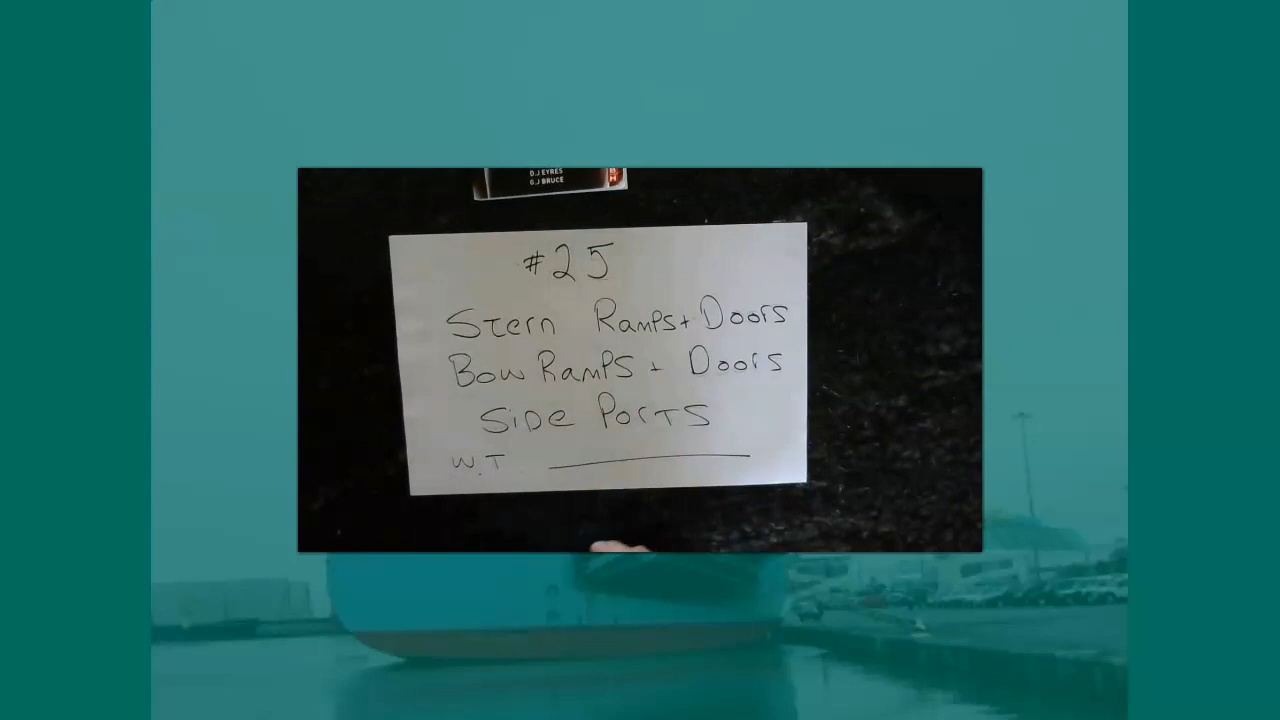 D.J EYRES
G.J BRUCE
#25
Stern Ramps + Doors
Bow Ramps + Doors
Side Ports
W.T